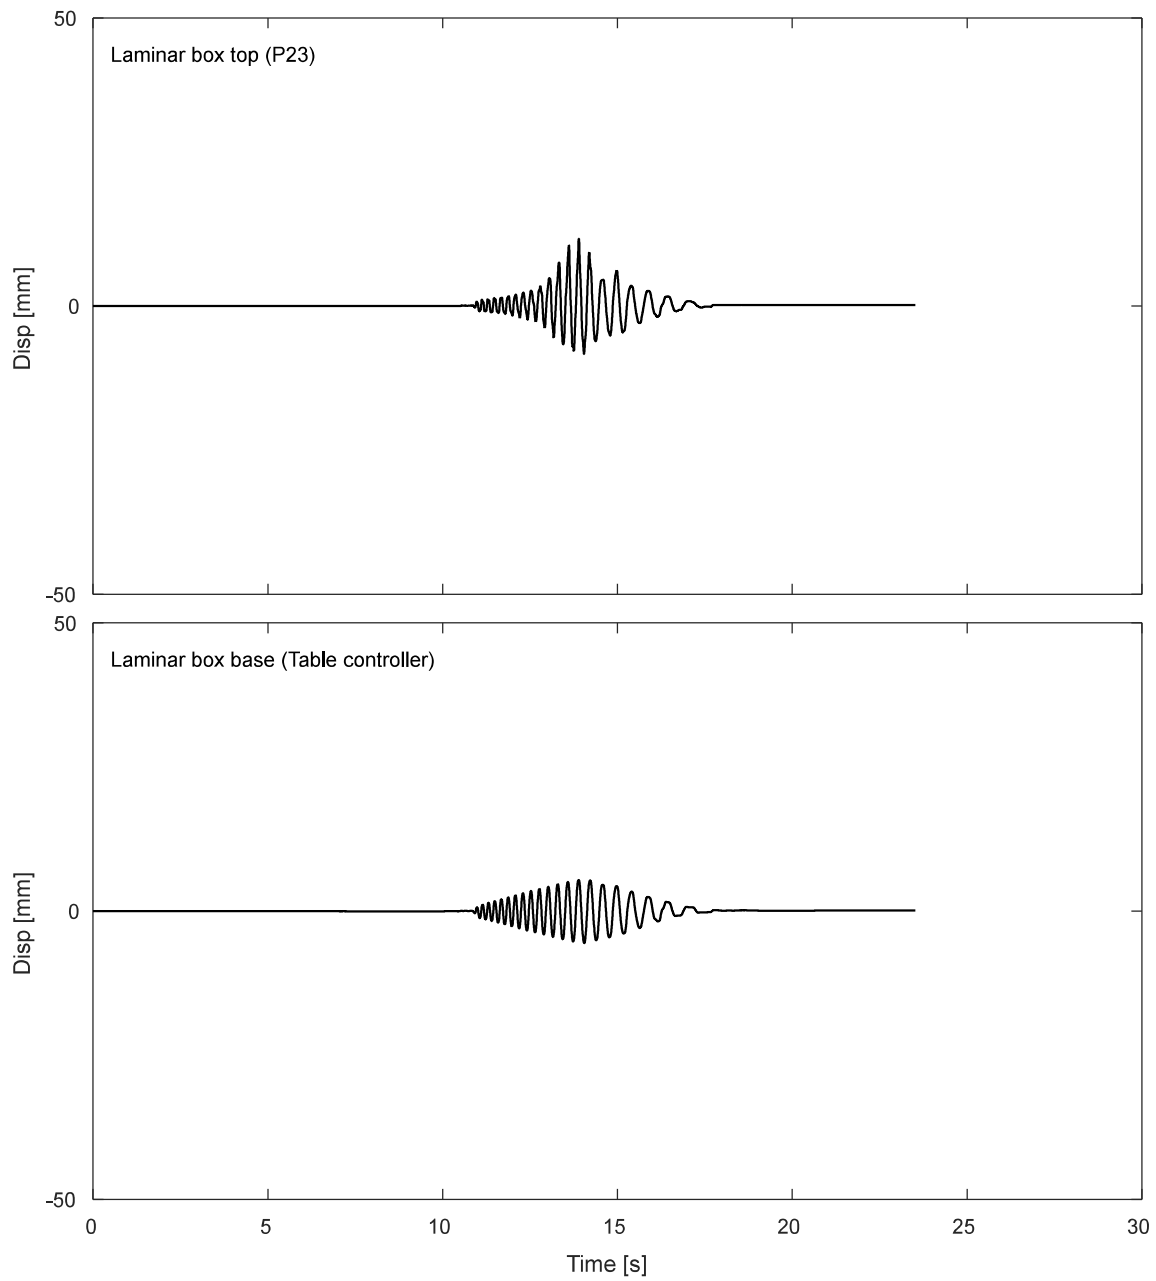 50
Laminar box top (P23)
0
Disp [mm]
-50
50
Laminar box base (Table controller)
0
Disp [mm]
-50
0 5 10 15 20 25 30
Time [s]